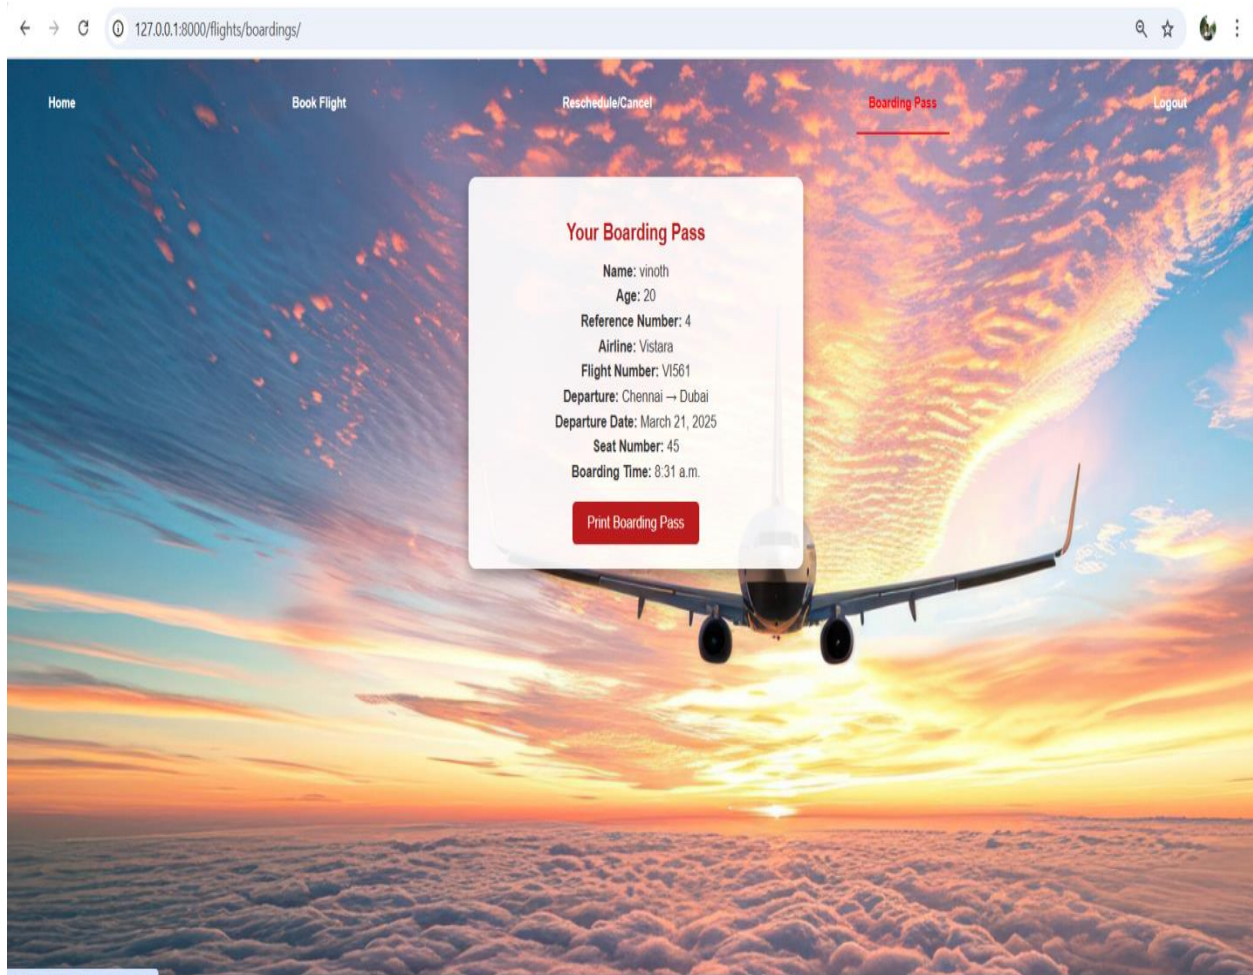 127.0.0.1:8000/flights/boardings/
Home Book Flight Reschedule/Cancel Boarding Pass Logout
Your Boarding Pass
Name: vinoth
Age: 20
Reference Number: 4
Airline: Vistara
Flight Number: VI561
Departure: Chennai → Dubai
Departure Date: March 21, 2025
Seat Number: 45
Boarding Time: 8:31 a.m.
Print Boarding Pass